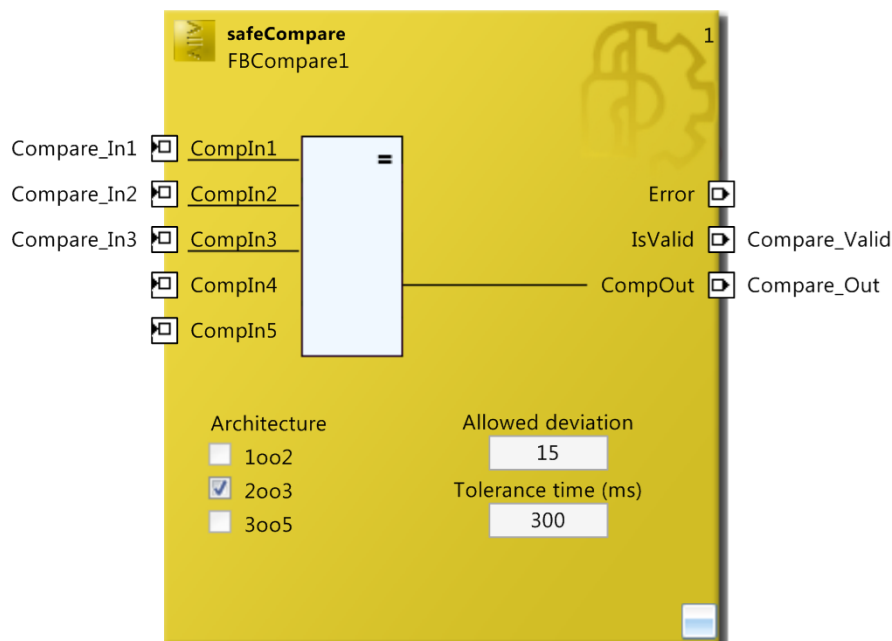 safeCompare
1
FBCompare1
Compare_In1 CompIn1
=
Compare_In2 CompIn2
Error
Compare_In3 CompIn3
IsValid Compare_Valid
CompIn4
CompOut Compare_Out
CompIn5
Architecture
1oo2
2oo3
3oo5
Allowed deviation
15
Tolerance time (ms)
300